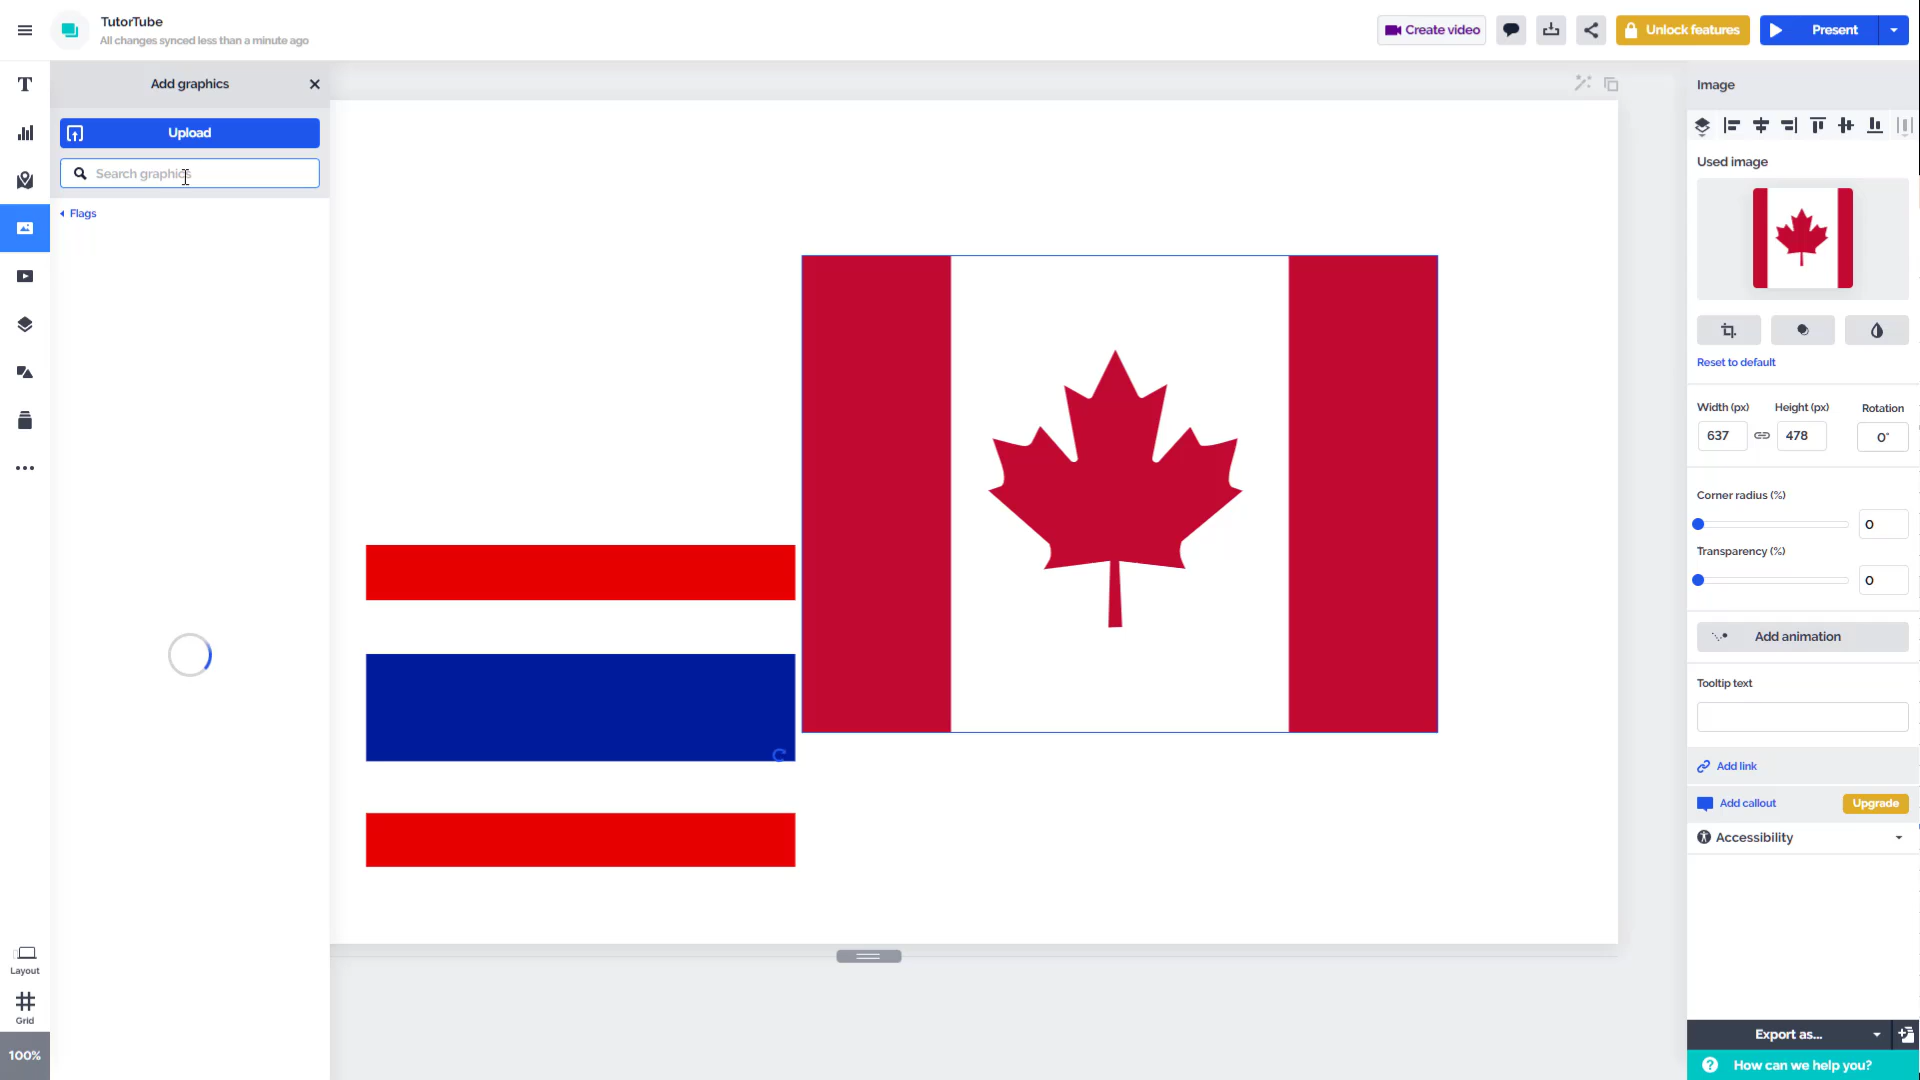 TutorTube
All changes synced less than a minute ago
Create video
Unlock features
Present
Add graphics
Upload
Search graphics
Flags
Layout
Grid
100%
Image
Used image
Reset to default
Width (px) Height (px) Rotation
637 478 0°
Corner radius (%)
0
Transparency (%)
0
Add animation
Tooltip text
Add link
Add callout Upgrade
Accessibility
Export as...
How can we help you?